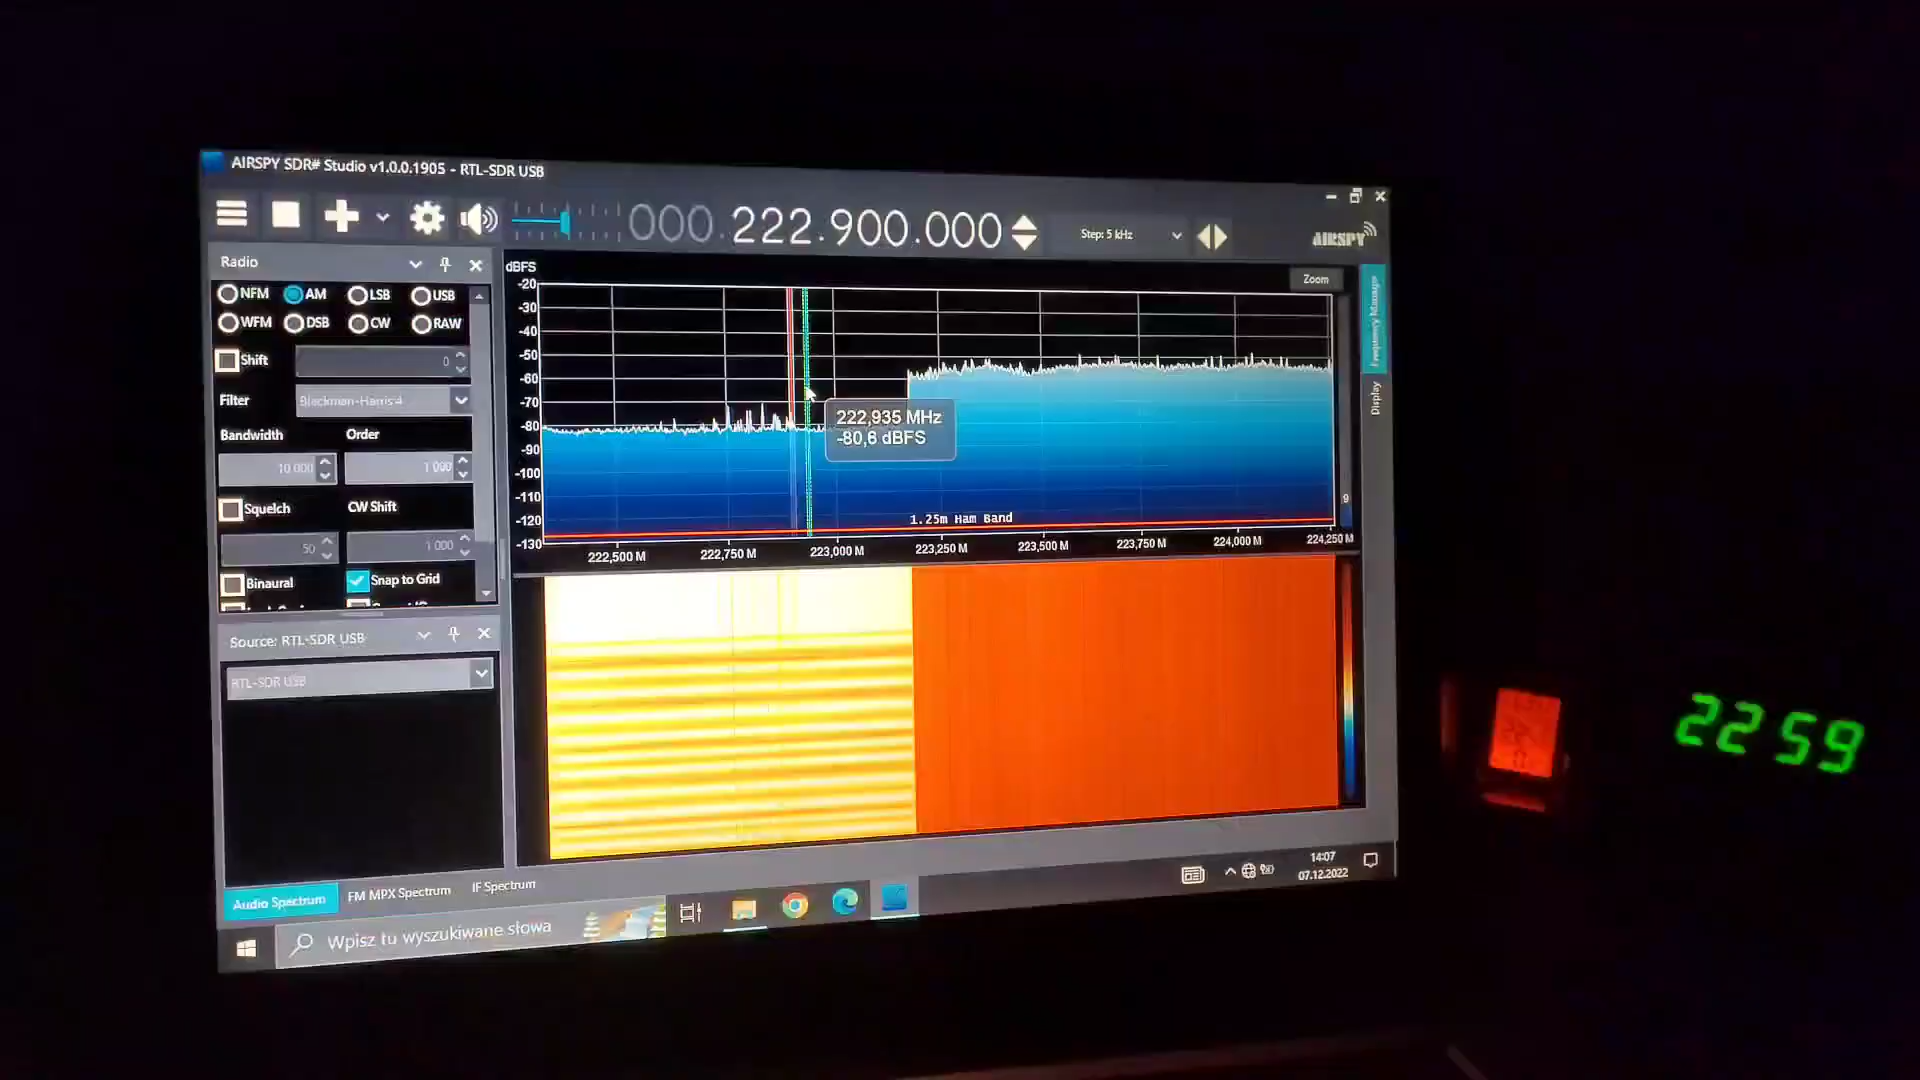 AIRSPY SDR# Studio v1.0.0.1905 - RTL-SDR USB
000.222.900.000
Step: 5 kHz
AIRSPY
Radio
NFM AM LSB USB
WFM DSB CW RAW
Shift 0
Filter Blackman-Harris 4
Bandwidth Order
10 000 1 000
Squelch CW Shift
50 1 000
Binaural Snap to Grid
Source: RTL-SDR USB
RTL-SDR USB
Audio Spectrum FM MPX Spectrum IF Spectrum
dBFS
Zoom
-20
-30
-40
-50
-60
-70
-80
-90
-100
-110
-120
-130
222,935 MHz
-80,6 dBFS
1.25m Ham Band
9
222,500 M 222,750 M 223,000 M 223,250 M 223,500 M 223,750 M 224,000 M 224,250 M
Frequency Manager
Display
Wpisz tu wyszukiwane słowa
14:07
07.12.2022
22 59